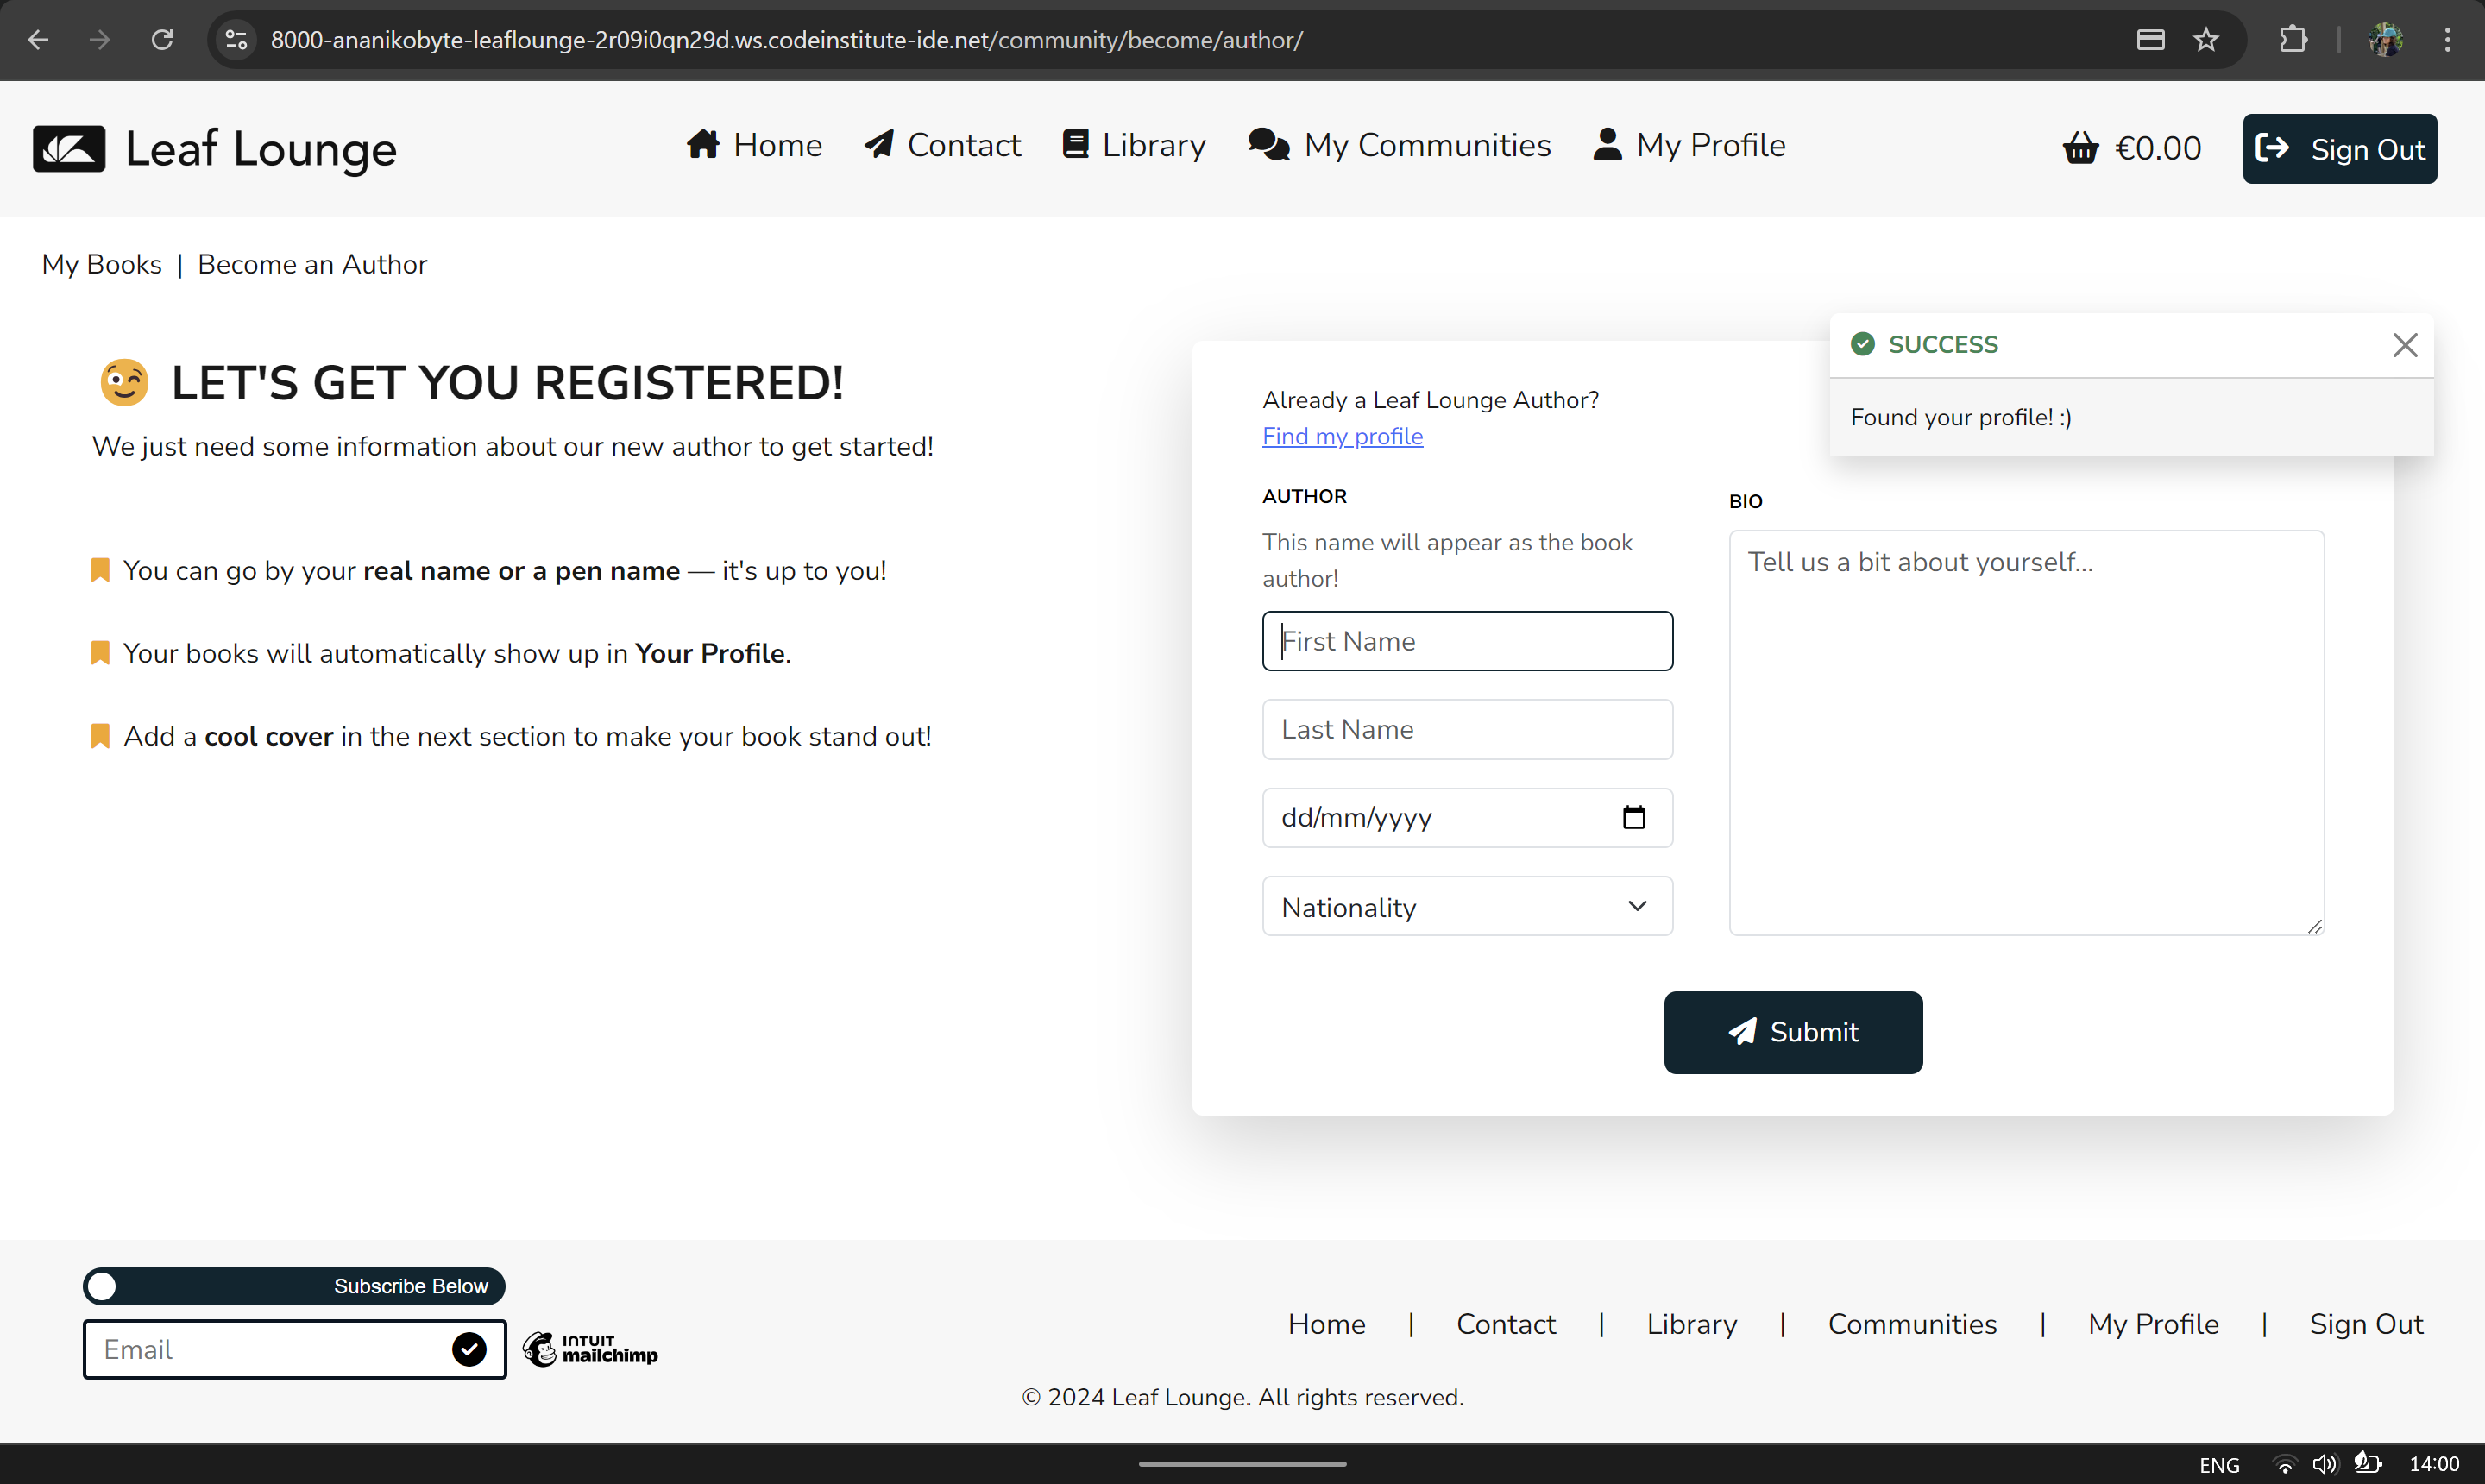 8000-ananikobyte-leaflounge-2r09i0qn29d.ws.codeinstitute-ide.net/community/become/author/
Leaf Lounge
Home
Contact
Library
My Communities
My Profile
€0.00
Sign Out
My Books | Become an Author
LET'S GET YOU REGISTERED!
We just need some information about our new author to get started!
You can go by your real name or a pen name — it's up to you!
Your books will automatically show up in Your Profile.
Add a cool cover in the next section to make your book stand out!
SUCCESS
Found your profile! :)
Already a Leaf Lounge Author?
Find my profile
AUTHOR
This name will appear as the book
author!
First Name
Last Name
dd/mm/yyyy
Nationality
BIO
Tell us a bit about yourself...
Submit
Subscribe Below
Email
INTUIT
mailchimp
Home | Contact | Library | Communities | My Profile | Sign Out
© 2024 Leaf Lounge. All rights reserved.
ENG
14:00